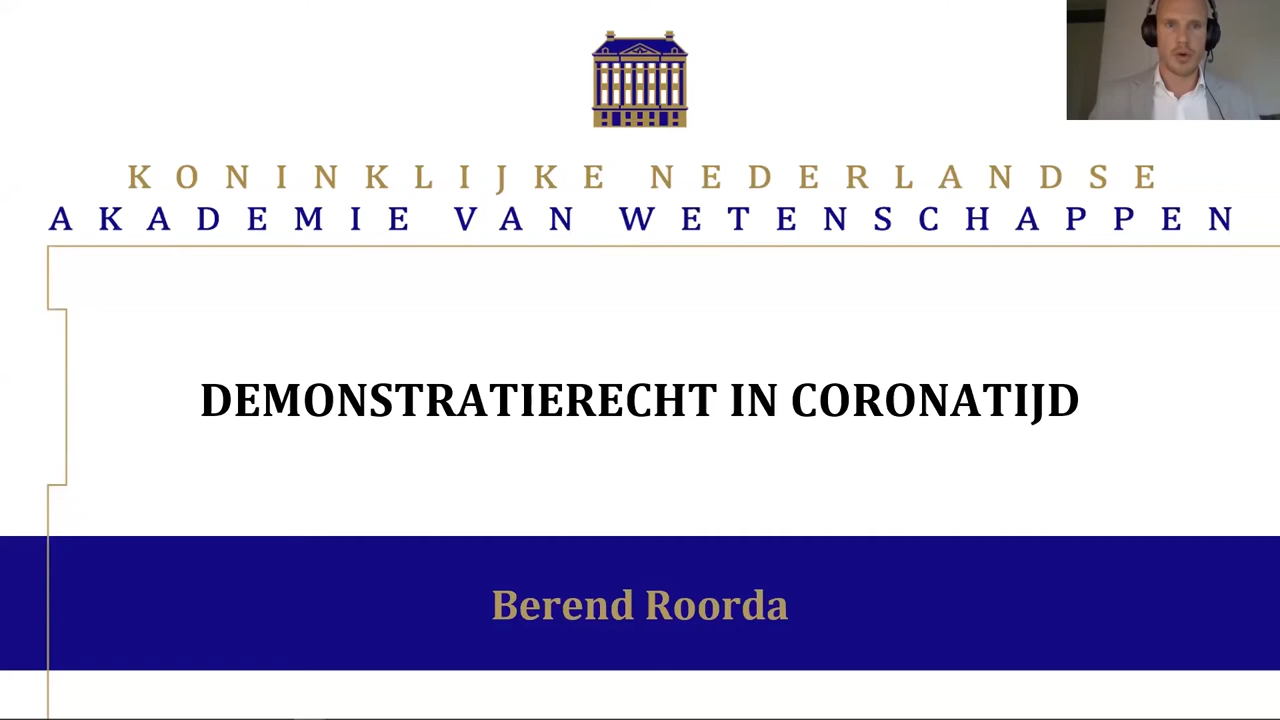 KONINKLIJKE NEDERLANDSE
AKADEMIE VAN WETENSCHAPPEN
DEMONSTRATIERECHT IN CORONATIJD
Berend Roorda